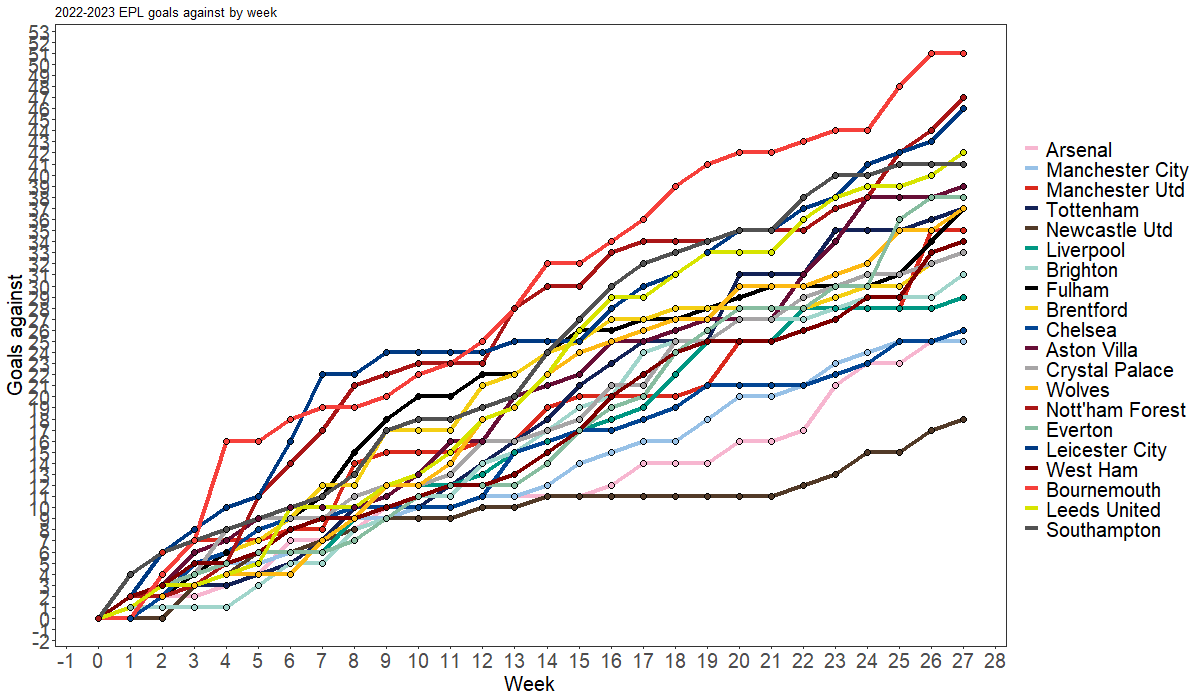 2022-2023 EPL goals against by week
53
52
51
50
49
48
47
46
45
44
43
42
41
40
39
38
37
36
35
34
33
32
31
30
29
28
27
26
25
24
23
22
21
20
19
18
17
16
15
14
13
12
11
10
9
8
7
6
5
4
3
2
1
0
-1
-2
Goals against
-1 0 1 2 3 4 5 6 7 8 9 10 11 12 13 14 15 16 17 18 19 20 21 22 23 24 25 26 27 28
Week
Arsenal
Manchester City
Manchester Utd
Tottenham
Newcastle Utd
Liverpool
Brighton
Fulham
Brentford
Chelsea
Aston Villa
Crystal Palace
Wolves
Nott'ham Forest
Everton
Leicester City
West Ham
Bournemouth
Leeds United
Southampton